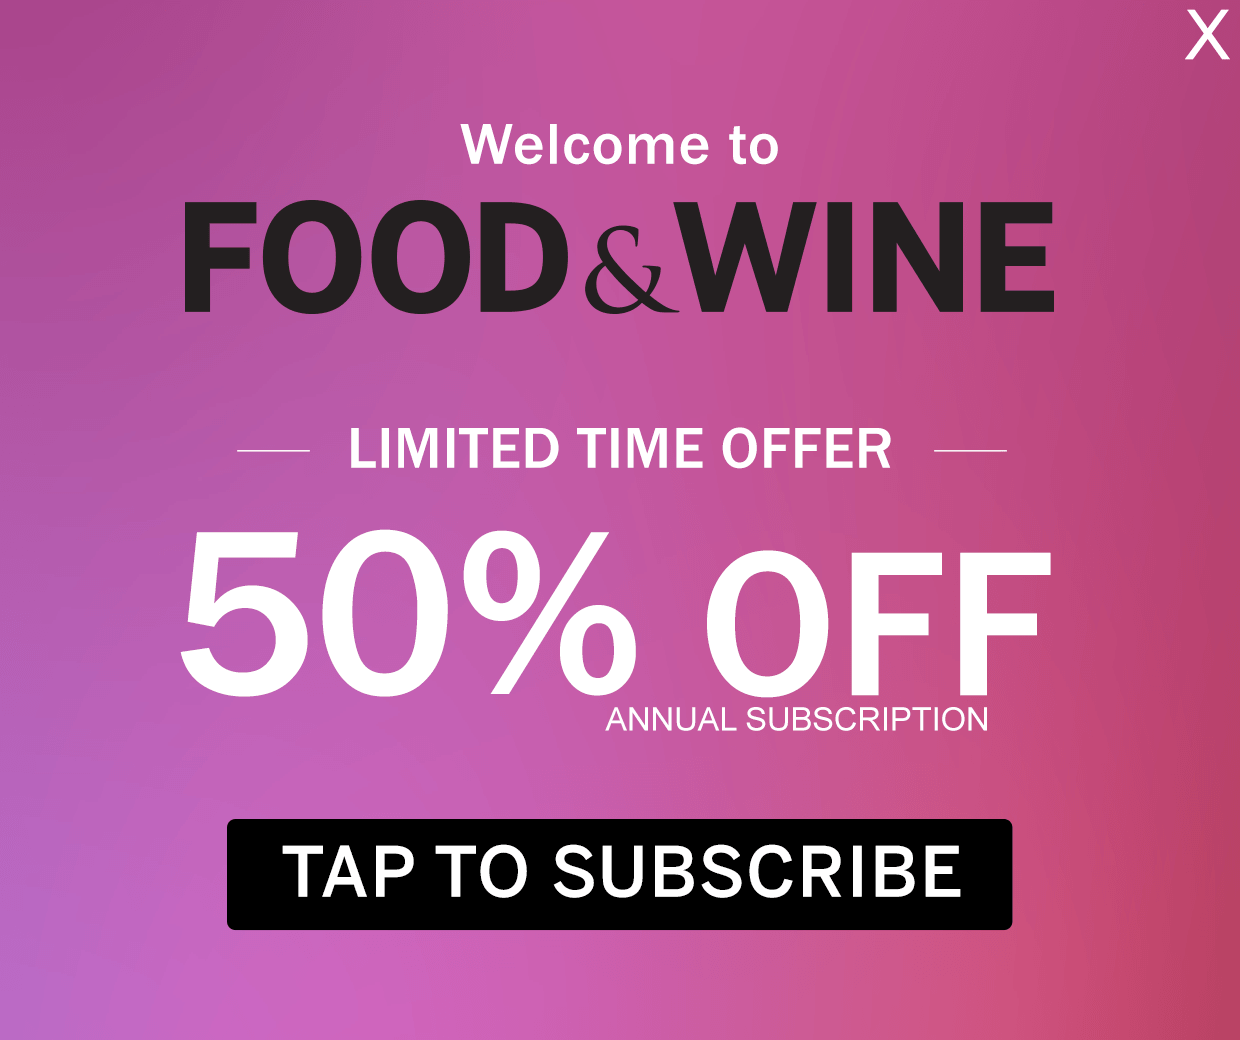 X
Welcome to
FOOD & WINE
LIMITED TIME OFFER
50% OFF
ANNUAL SUBSCRIPTION
TAP TO SUBSCRIBE